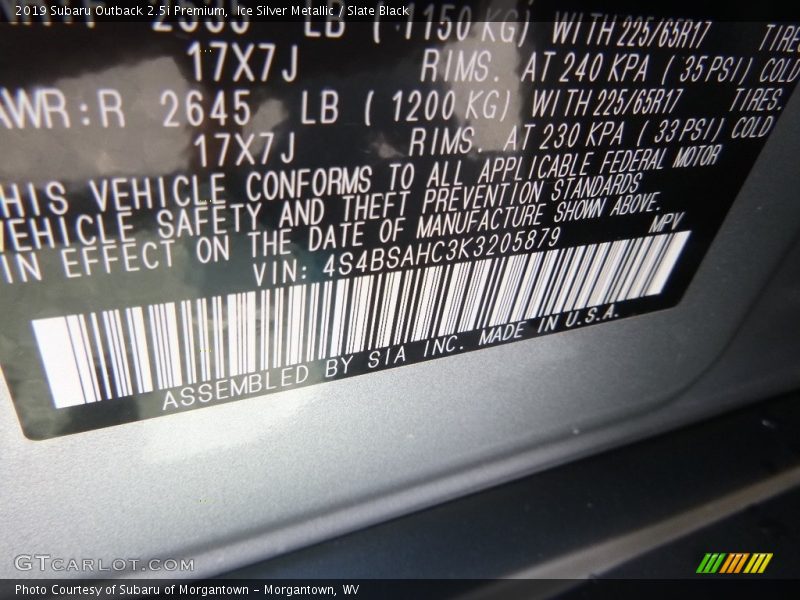 2019 Subaru Outback 2.5i Premium, Ice Silver Metallic / Slate Black
LB ( 1150 KG) WITH 225/65R17 TIRES
17X7J RIMS. AT 240 KPA ( 35 PSI) COLD
AWR:R 2645 LB ( 1200 KG) WITH 225/65R17 TIRES.
17X7J RIMS. AT 230 KPA ( 33 PSI) COLD
HIS VEHICLE CONFORMS TO ALL APPLICABLE FEDERAL MOTOR
VEHICLE SAFETY AND THEFT PREVENTION STANDARDS
IN EFFECT ON THE DATE OF MANUFACTURE SHOWN ABOVE.
VIN: 4S4BSAHC3K3205879 MPV
ASSEMBLED BY SIA INC. MADE IN U.S.A.
GTCARLOT.COM
Photo Courtesy of Subaru of Morgantown - Morgantown, WV